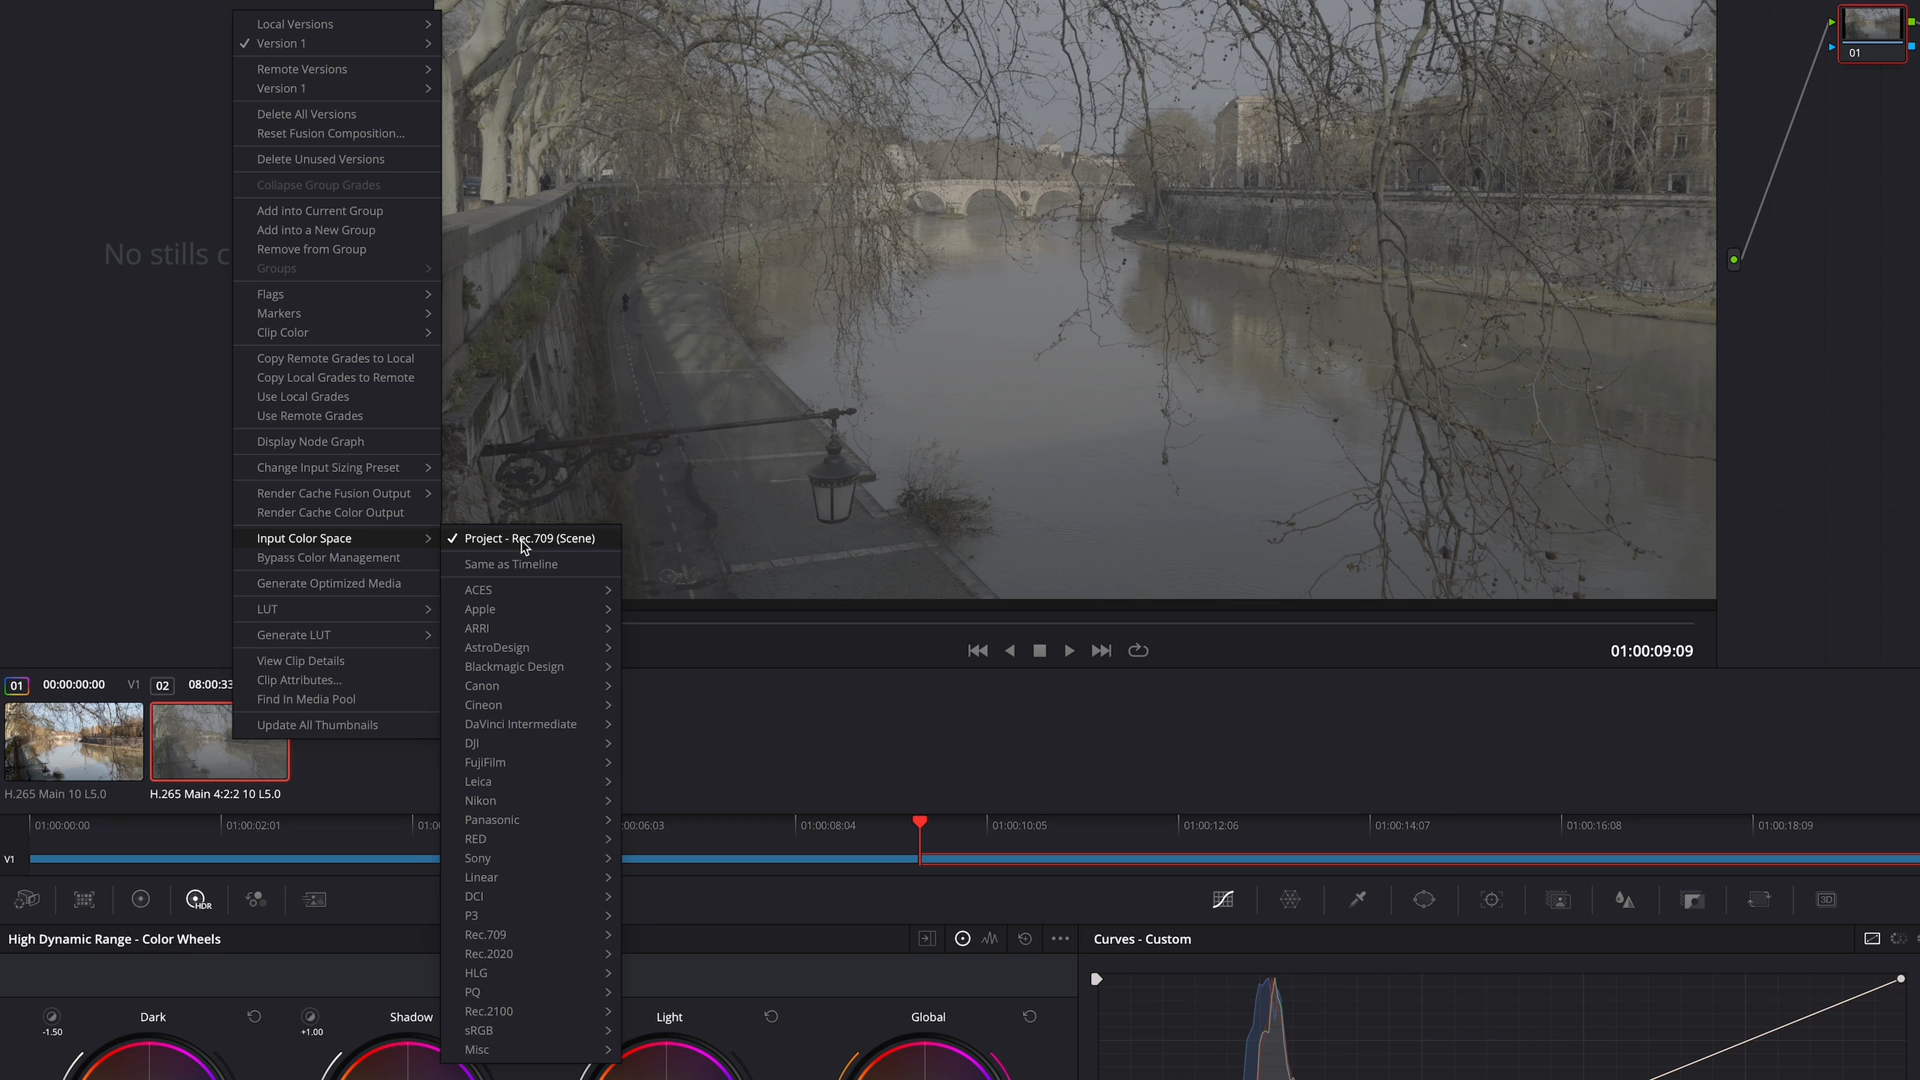 Local Versions
Version 1
Remote Versions
Version 1
Delete All Versions
Reset Fusion Composition...
Delete Unused Versions
Collapse Group Grades
Add into Current Group
Add into a New Group
Remove from Group
Groups
Flags
Markers
Clip Color
Copy Remote Grades to Local
Copy Local Grades to Remote
Use Local Grades
Use Remote Grades
Display Node Graph
Change Input Sizing Preset
Render Cache Fusion Output
Render Cache Color Output
Input Color Space
Bypass Color Management
Generate Optimized Media
LUT
Generate LUT
View Clip Details
Clip Attributes...
Find In Media Pool
Update All Thumbnails
No stills c
Project - Rec.709 (Scene)
Same as Timeline
ACES
Apple
ARRI
AstroDesign
Blackmagic Design
Canon
Cineon
DaVinci Intermediate
DJI
FujiFilm
Leica
Nikon
Panasonic
RED
Sony
Linear
DCI
P3
Rec.709
Rec.2020
HLG
PQ
Rec.2100
sRGB
Misc
01
01:00:09:09
01 00:00:00:00 V1 02 08:00:33
H.265 Main 10 L5.0 H.265 Main 4:2:2 10 L5.0
01:00:00:00 01:00:02:01 01:0 :00:06:03 01:00:08:04 01:00:10:05 01:00:12:06 01:00:14:07 01:00:16:08 01:00:18:09
V1
HDR
3D
High Dynamic Range - Color Wheels
Curves - Custom
-1.50 Dark +1.00 Shadow Light Global